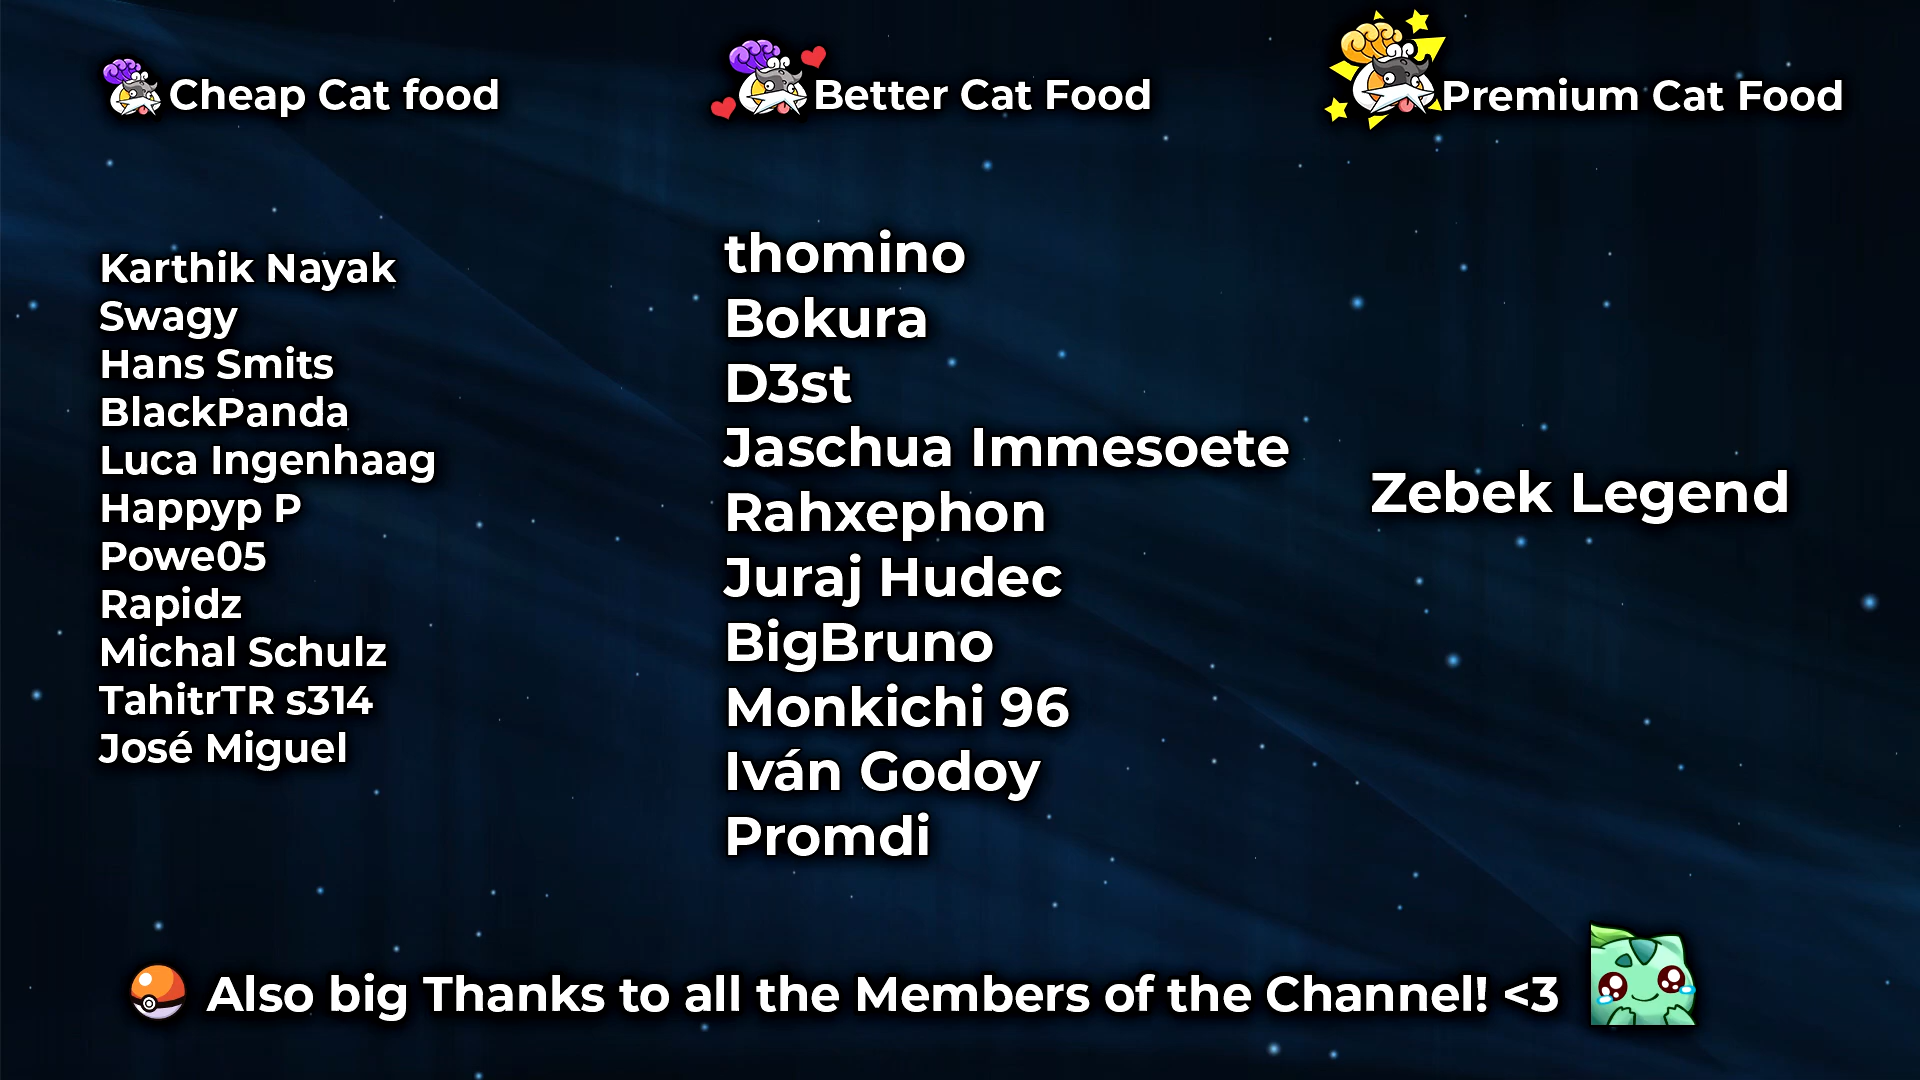 Cheap Cat food
Karthik Nayak
Swagy
Hans Smits
BlackPanda
Luca Ingenhaag
Happyp P
Powe05
Rapidz
Michal Schulz
TahitrTR s314
José Miguel
Better Cat Food
thomino
Bokura
D3st
Jaschua Immesoete
Rahxephon
Juraj Hudec
BigBruno
Monkichi 96
Iván Godoy
Promdi
Premium Cat Food
Zebek Legend
Also big Thanks to all the Members of the Channel! <3